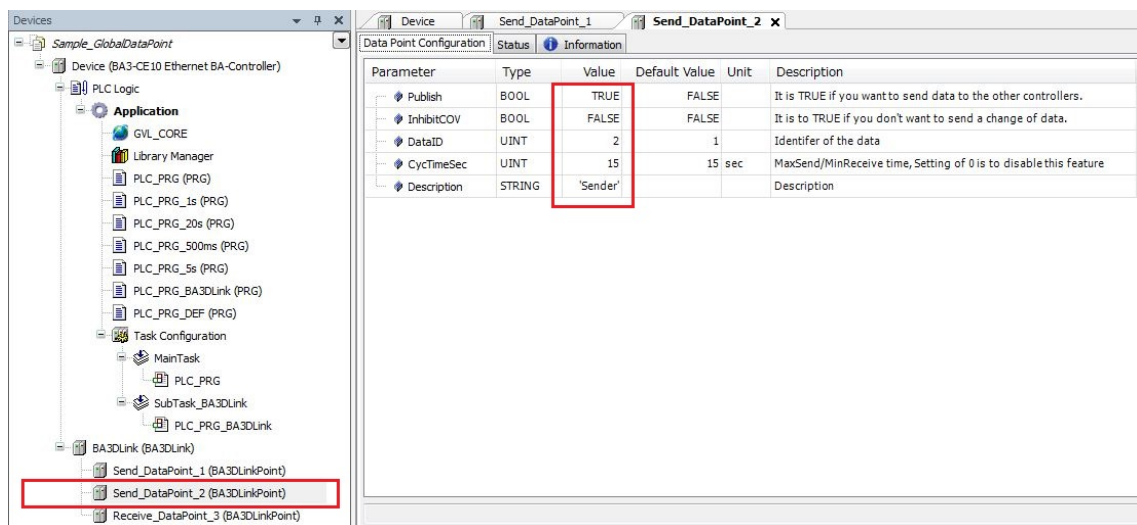 Devices
Sample_GlobalDataPoint
Device (BA3-CE10 Ethernet BA-Controller)
PLC Logic
Application
GVL_CORE
Library Manager
PLC_PRG (PRG)
PLC_PRG_1s (PRG)
PLC_PRG_20s (PRG)
PLC_PRG_500ms (PRG)
PLC_PRG_5s (PRG)
PLC_PRG_BA3DLink (PRG)
PLC_PRG_DEF (PRG)
Task Configuration
MainTask
PLC_PRG
SubTask_BA3DLink
PLC_PRG_BA3DLink
BA3DLink (BA3DLink)
Send_DataPoint_1 (BA3DLinkPoint)
Send_DataPoint_2 (BA3DLinkPoint)
Receive_DataPoint_3 (BA3DLinkPoint)
Device Send_DataPoint_1 Send_DataPoint_2
Data Point Configuration Status Information
Parameter Type Value Default Value Unit Description
Publish BOOL TRUE FALSE It is TRUE if you want to send data to the other controllers.
InhibitCOV BOOL FALSE FALSE It is to TRUE if you don't want to send a change of data.
DataID UINT 2 1 Identifer of the data
CycTimeSec UINT 15 15 sec MaxSend/MinReceive time, Setting of 0 is to disable this feature
Description STRING 'Sender' Description